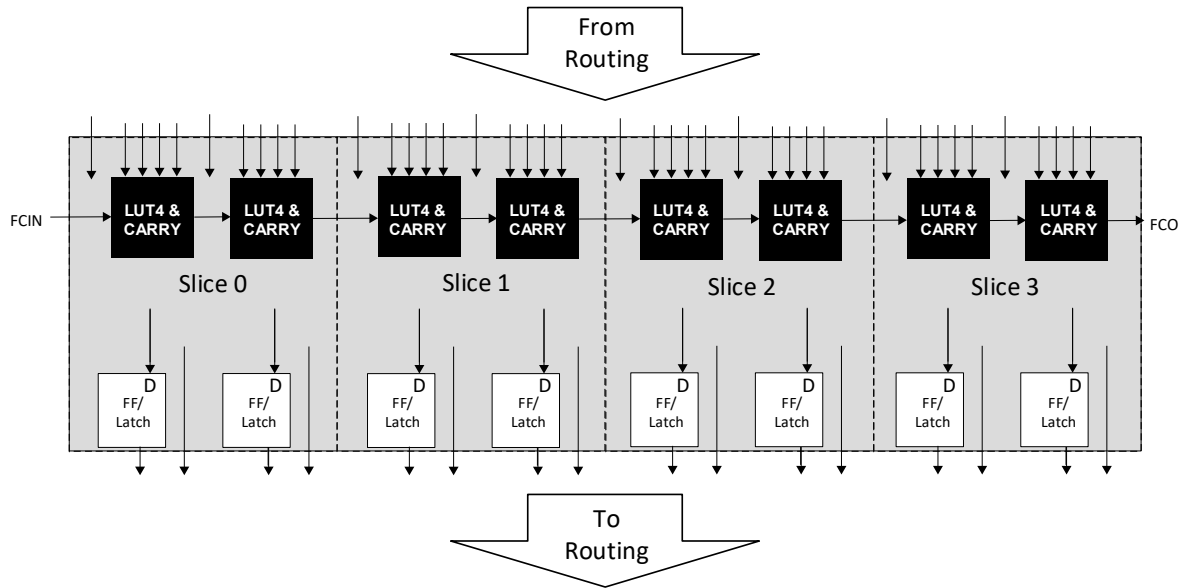 From
Routing
FCIN
LUT4 &
CARRY
LUT4 &
CARRY
LUT4 &
CARRY
LUT4 &
CARRY
LUT4 &
CARRY
LUT4 &
CARRY
LUT4 &
CARRY
LUT4 &
CARRY
FCO
Slice 0
Slice 1
Slice 2
Slice 3
D
FF/
Latch
D
FF/
Latch
D
FF/
Latch
D
FF/
Latch
D
FF/
Latch
D
FF/
Latch
D
FF/
Latch
D
FF/
Latch
To
Routing